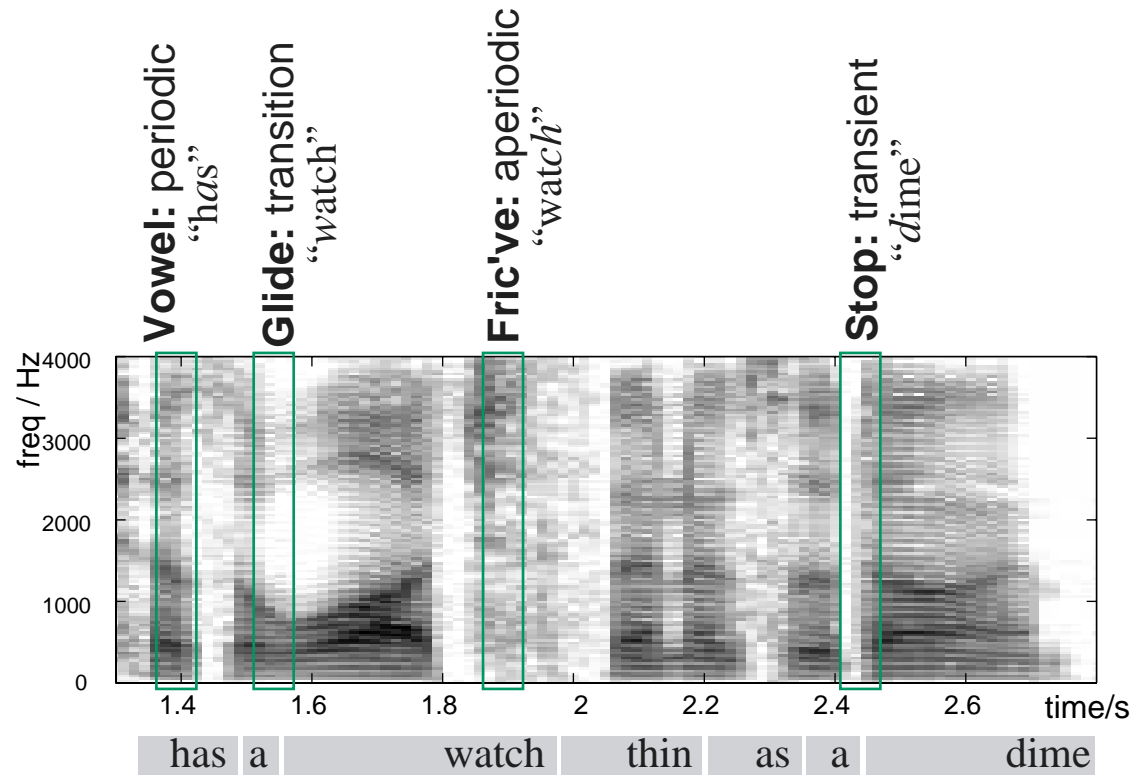 Vowel: periodic
“has”
Glide: transition
“watch”
Fric've: aperiodic
“watch”
Stop: transient
“dime”
freq / Hz
4000
3000
2000
1000
0
1.4 1.6 1.8 2 2.2 2.4 2.6 time/s
has a watch thin as a dime